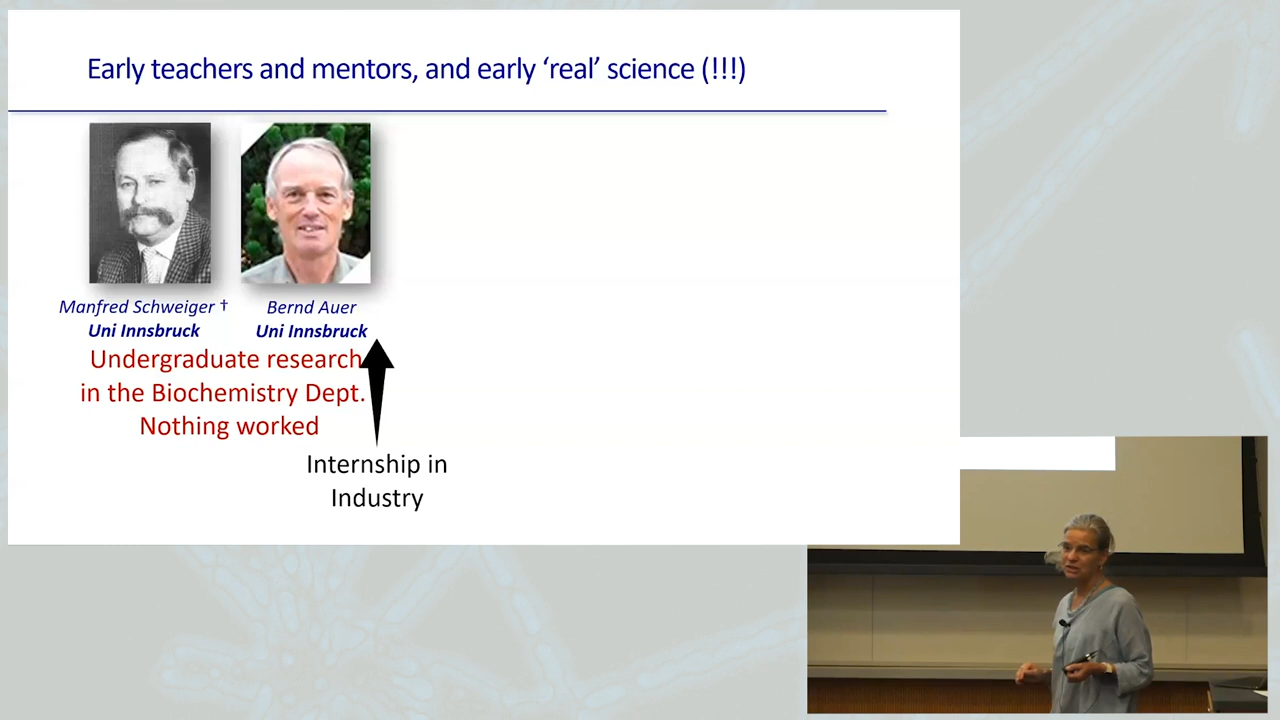 Early teachers and mentors, and early ‘real’ science (!!!)
Manfred Schweiger †
Uni Innsbruck
Bernd Auer
Uni Innsbruck
Undergraduate research
in the Biochemistry Dept.
Nothing worked
Internship in
Industry